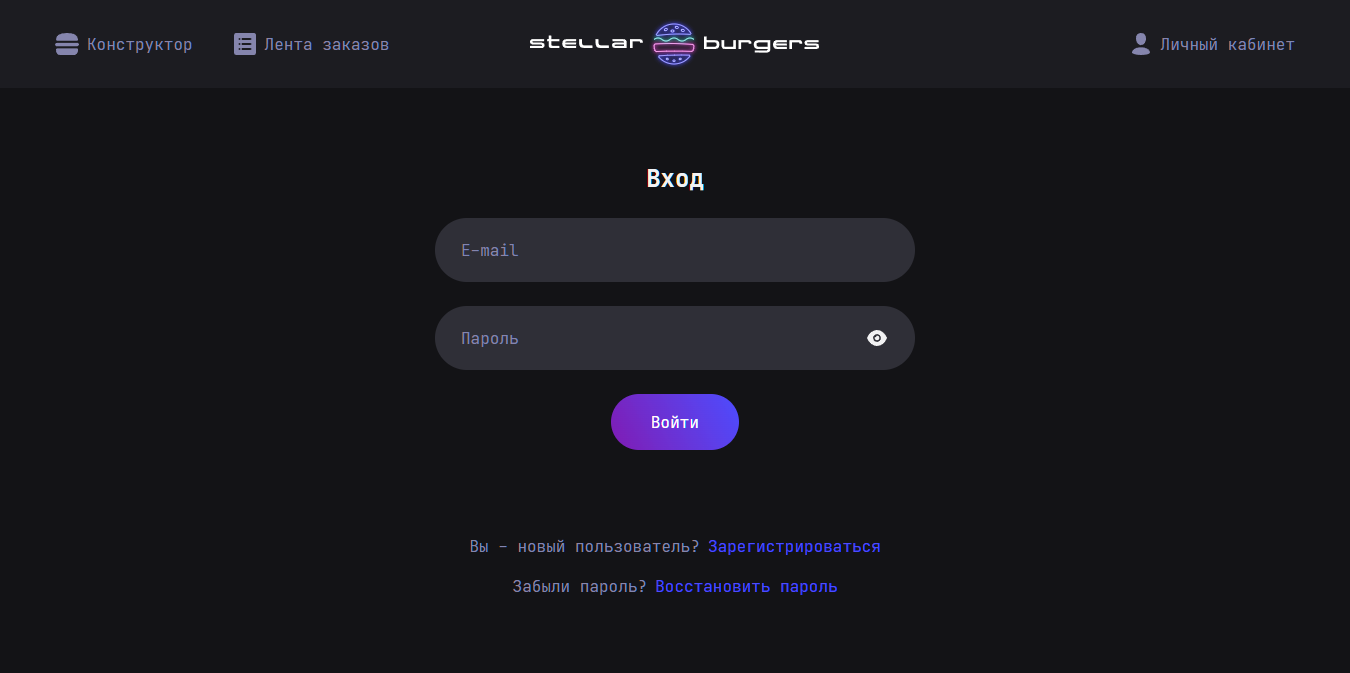 Конструктор
Лента заказов
stellar burgers
Личный кабинет
Вход
E-mail
Пароль
Войти
Вы – новый пользователь? Зарегистрироваться
Забыли пароль? Восстановить пароль